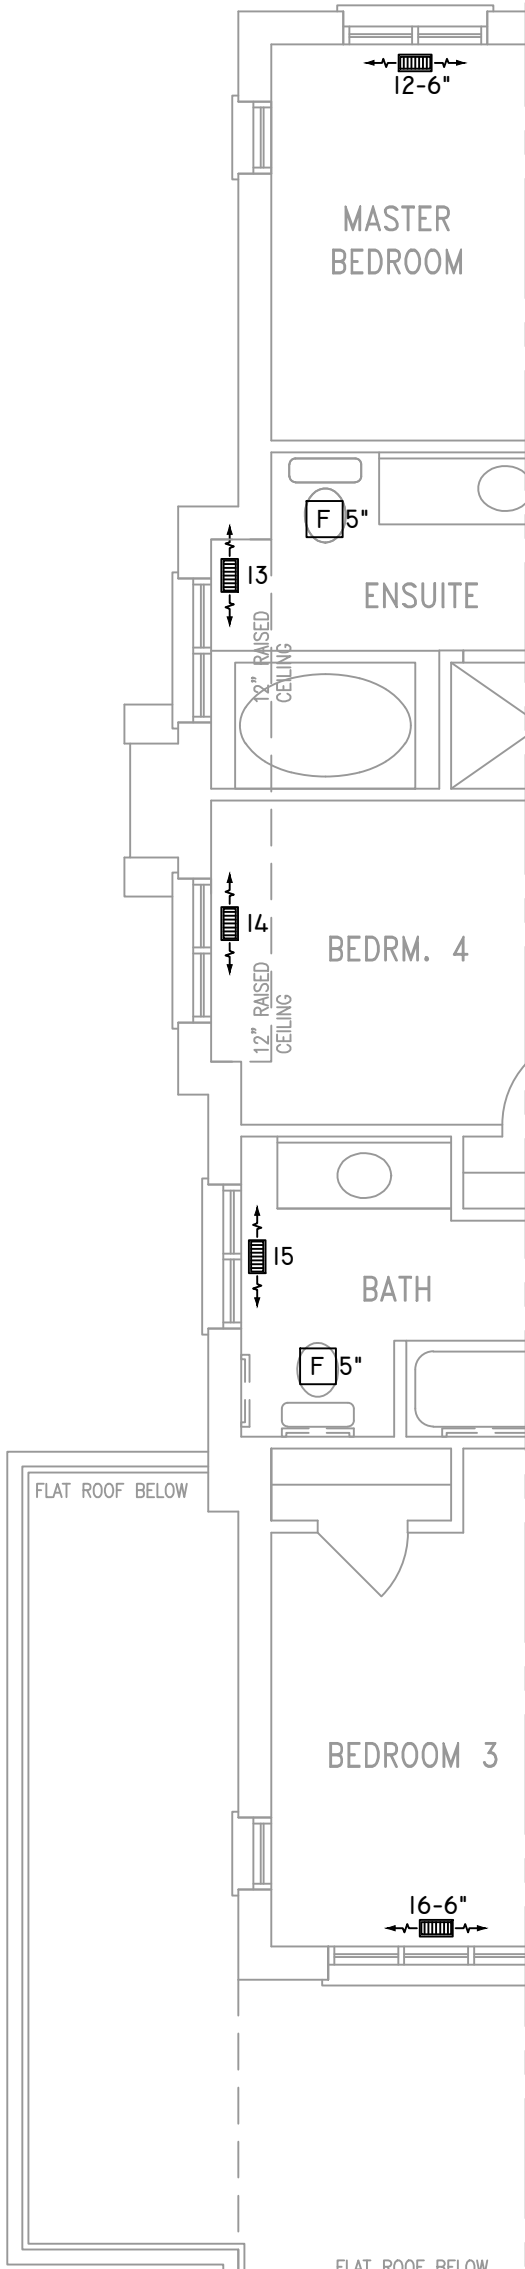 12-6"
MASTER
BEDROOM
F 5"
13
ENSUITE
12" RAISED
CEILING
14
BEDRM. 4
12" RAISED
CEILING
15
BATH
F 5"
FLAT ROOF BELOW
BEDROOM 3
16-6"
FLAT ROOF BELOW